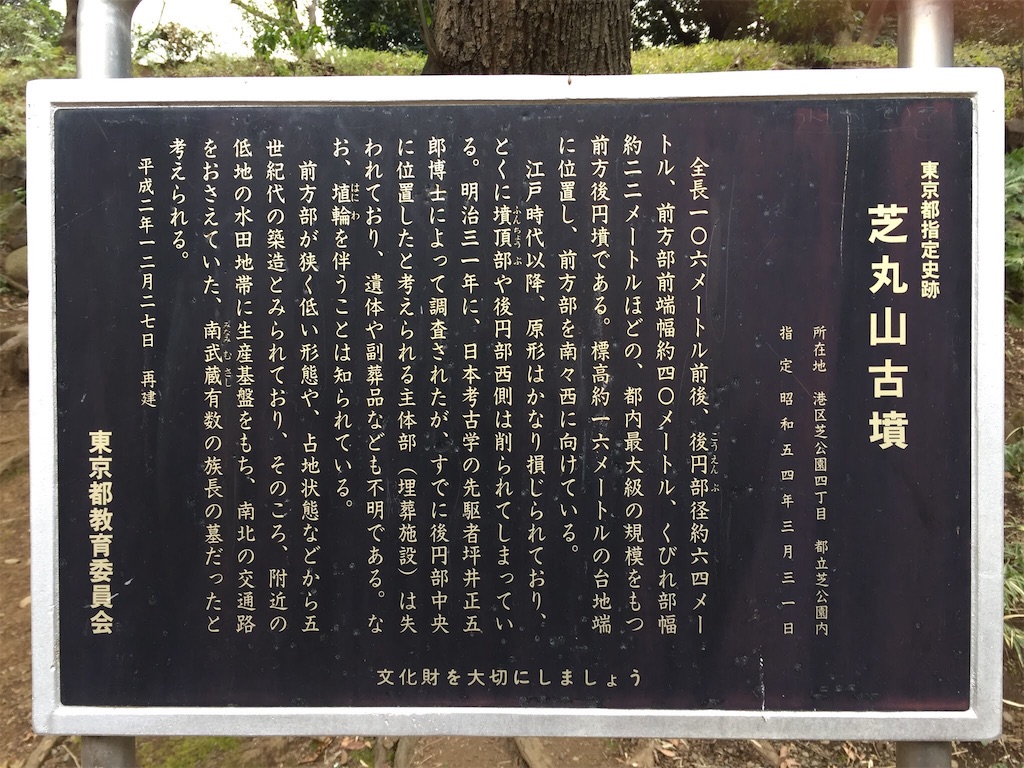 東京都指定史跡
芝丸山古墳
所在地 港区芝公園四丁目 都立芝公園内
指定 昭和五四年三月三一日
全長一〇六メートル前後、後円部径約六四メー
トル、前方部前端幅約四〇メートル、くびれ部幅
約二二メートルほどの、都内最大級の規模をもつ
前方後円墳である。標高約一六メートルの台地端
に位置し、前方部を南々西に向けている。
江戸時代以降、原形はかなり損じられており、
とくに墳頂部や後円部西側は削られてしまってい
る。明治三一年に、日本考古学の先駆者坪井正五
郎博士によって調査されたが、すでに後円部中央
に位置したと考えられる主体部（埋葬施設）は失
われており、遺体や副葬品なども不明である。な
お、埴輪を伴うことは知られている。
前方部が狭く低い形態や、占地状態などから五
世紀代の築造とみられており、そのころ、附近の
低地の水田地帯に生産基盤をもち、南北の交通路
をおさえていた、南武蔵有数の族長の墓だったと
考えられる。
平成二年一二月二七日 再建
東京都教育委員会
文化財を大切にしましょう